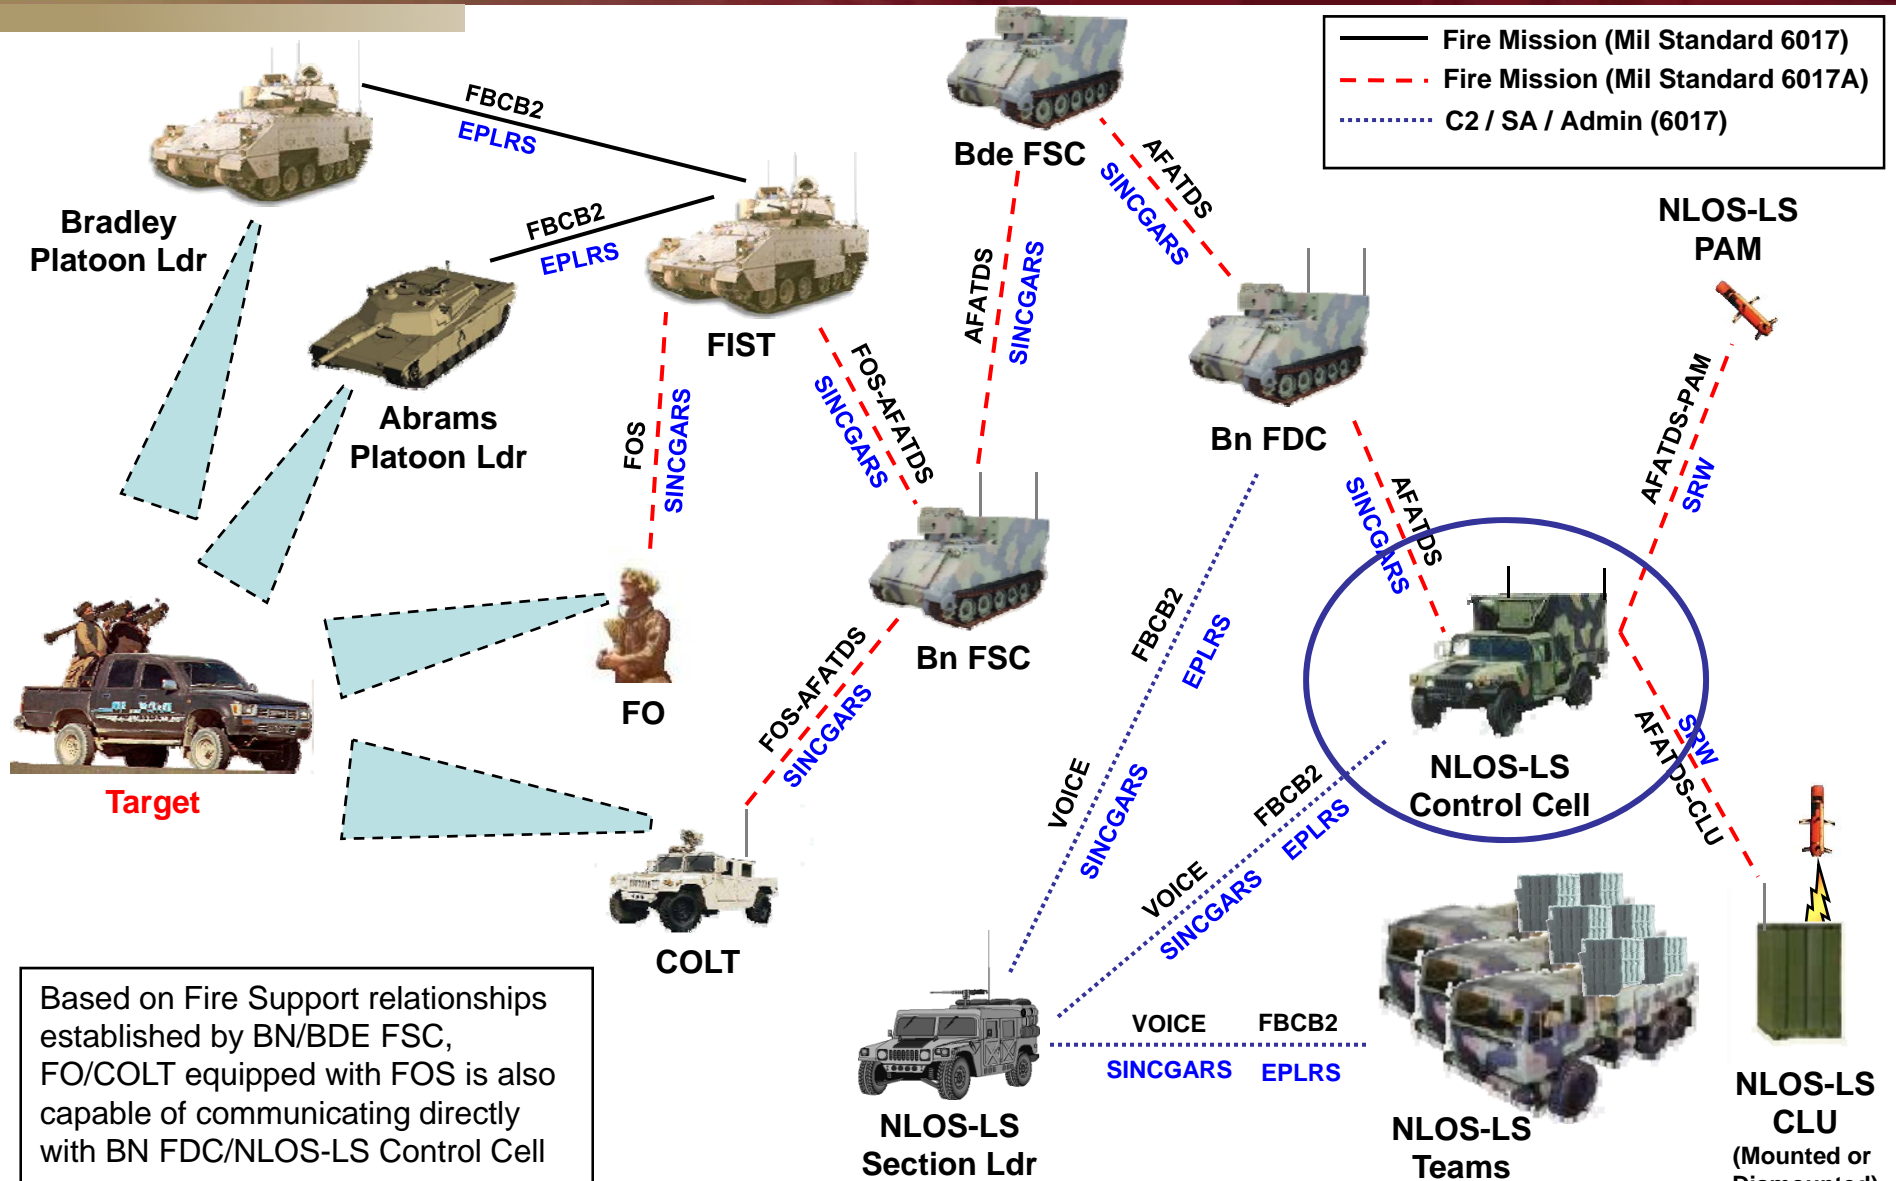 Fire Mission (Mil Standard 6017)
Fire Mission (Mil Standard 6017A)
C2 / SA / Admin (6017)
FBCB2
EPLRS
Bradley
Platoon Ldr
FBCB2
EPLRS
Abrams
Platoon Ldr
FIST
Bde FSC
AFATDS
SINCGARS
AFATDS
SINCGARS
NLOS-LS
PAM
FOS
SINCGARS
FOS-AFATDS
SINCGARS
Bn FDC
AFATDS
SINCGARS
AFATDS-PAM
SRW
Target
FO
Bn FSC
FOS-AFATDS
SINCGARS
COLT
FBCB2
EPLRS
VOICE
SINCGARS
NLOS-LS
Control Cell
SRW
AFATDS-CLU
FBCB2
EPLRS
VOICE
SINCGARS
VOICE
FBCB2
SINCGARS
EPLRS
NLOS-LS
Section Ldr
NLOS-LS
Teams
NLOS-LS
CLU
(Mounted or
Dismounted)
Based on Fire Support relationships
established by BN/BDE FSC,
FO/COLT equipped with FOS is also
capable of communicating directly
with BN FDC/NLOS-LS Control Cell